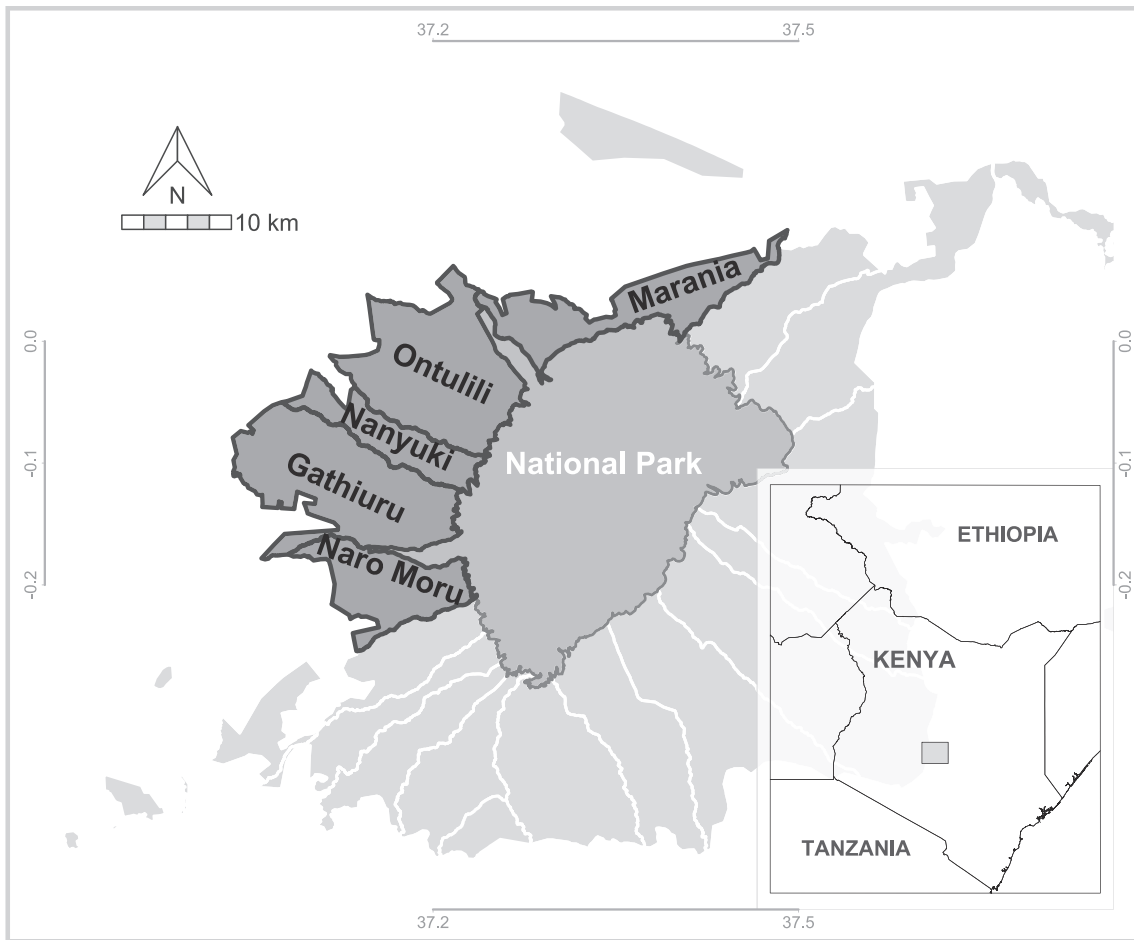 37.2
37.5
N
10 km
Marania
0.0
0.0
Ontulili
Nanyuki
National Park
-0.1
-0.1
Gathiuru
ETHIOPIA
Naro Moru
-0.2
-0.2
KENYA
TANZANIA
37.2
37.5